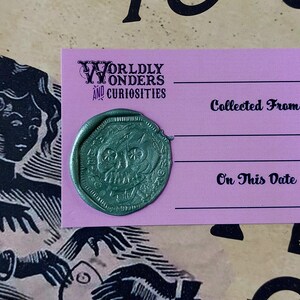 WORLDLY
WONDERS
AND CURIOSITIES
Collected From
On This Date